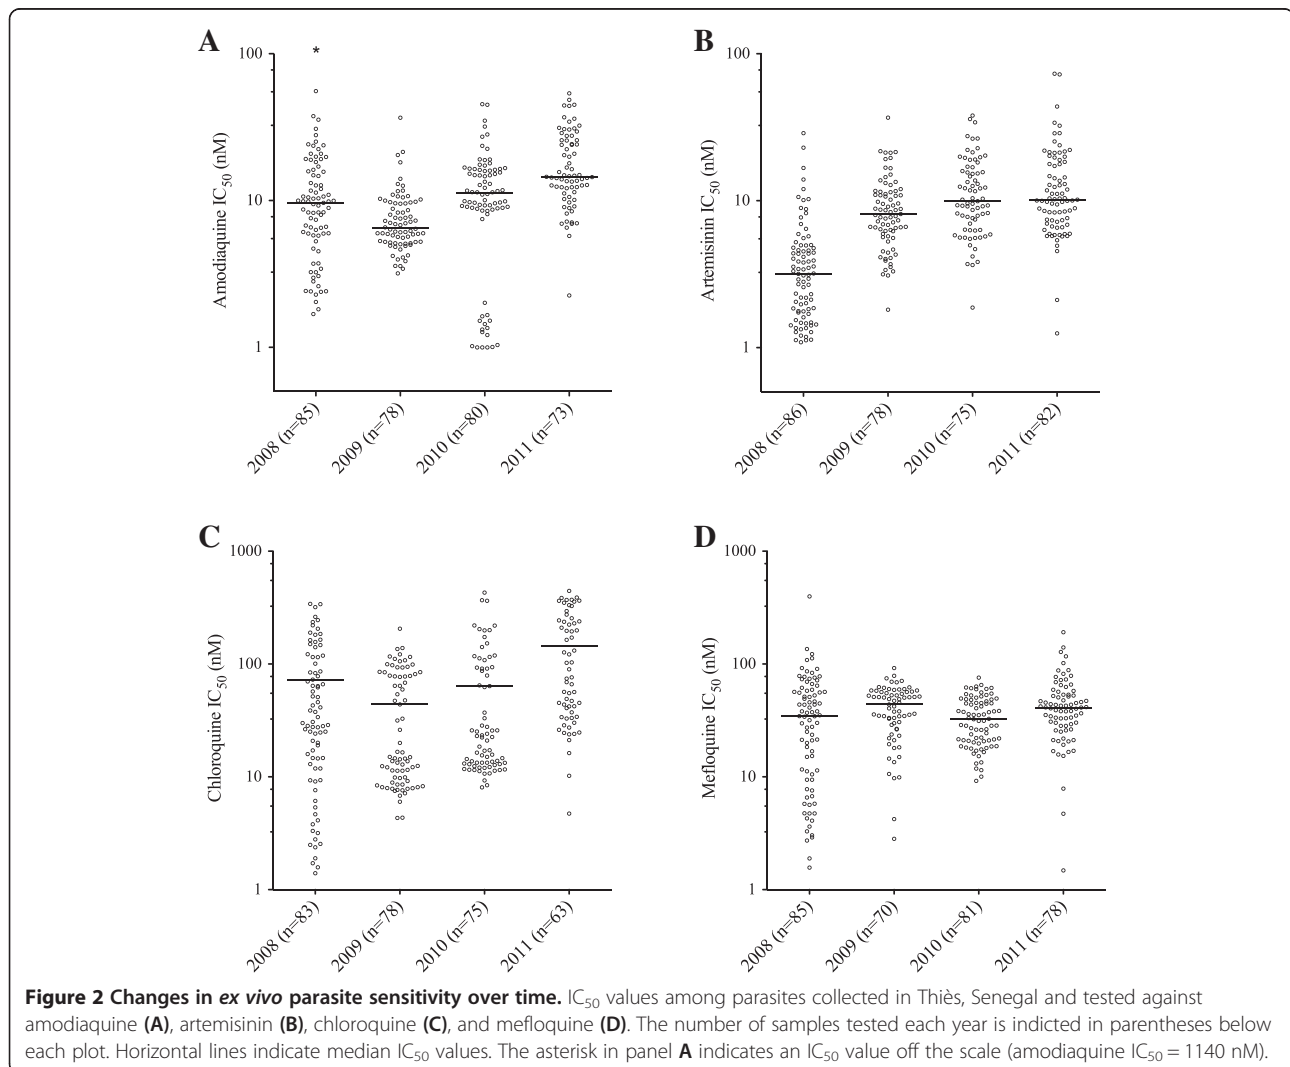 A
B
100
*
10
1
Amodiaquine IC50 (nM)
2008 (n=85)
2009 (n=78)
2010 (n=80)
2011 (n=73)
100
10
1
Artemisinin IC50 (nM)
2008 (n=86)
2009 (n=78)
2010 (n=75)
2011 (n=82)
C
D
1000
100
10
1
Chloroquine IC50 (nM)
2008 (n=83)
2009 (n=78)
2010 (n=75)
2011 (n=63)
1000
100
10
1
Mefloquine IC50 (nM)
2008 (n=85)
2009 (n=70)
2010 (n=81)
2011 (n=78)
Figure 2 Changes in ex vivo parasite sensitivity over time. IC50 values among parasites collected in Thiès, Senegal and tested against
amodiaquine (A), artemisinin (B), chloroquine (C), and mefloquine (D). The number of samples tested each year is indicted in parentheses below
each plot. Horizontal lines indicate median IC50 values. The asterisk in panel A indicates an IC50 value off the scale (amodiaquine IC50 = 1140 nM).